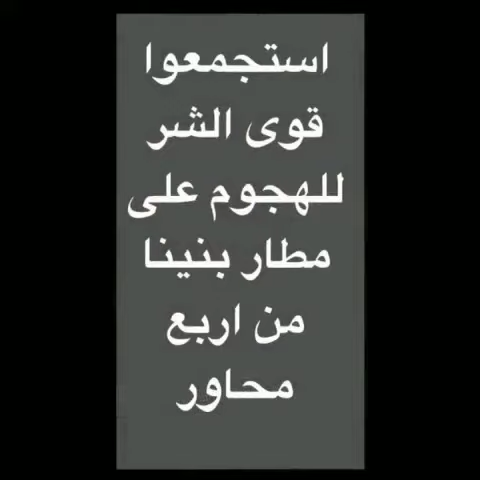 استجمعوا
قوى الشر
للهجوم على
مطار بنينا
من اربع
محاور